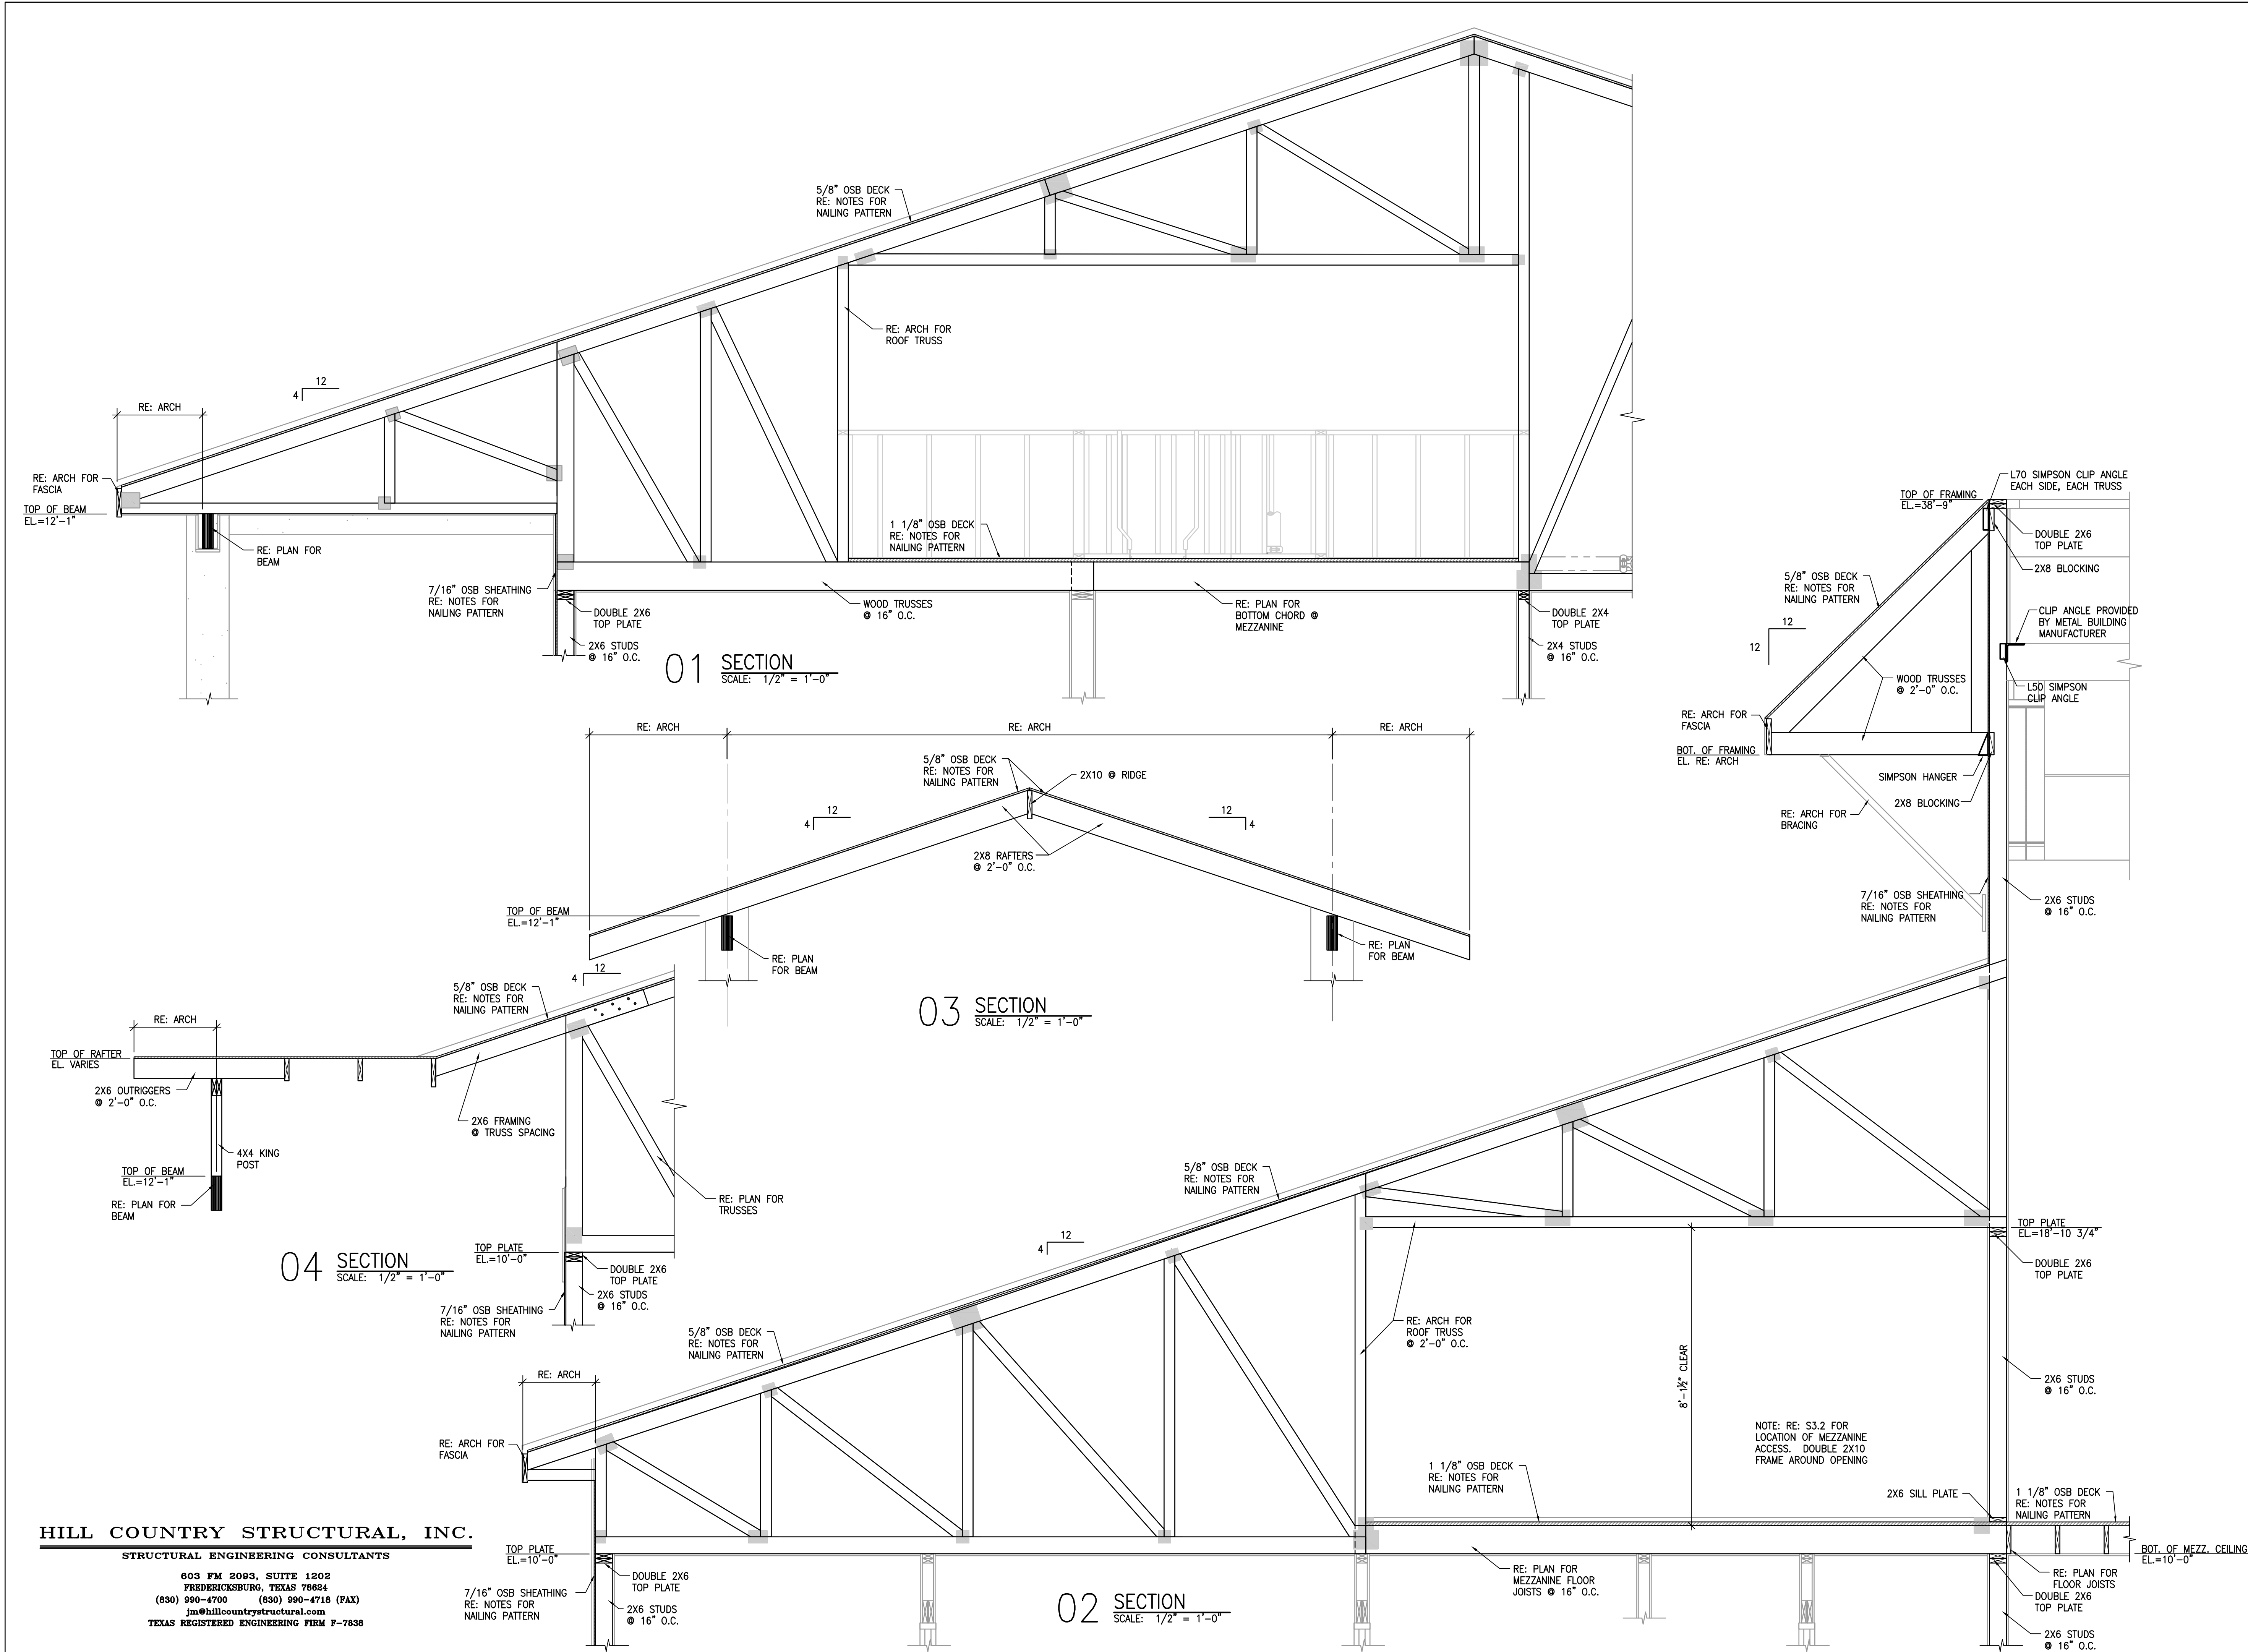 5/8" OSB DECK
RE: NOTES FOR
NAILING PATTERN
RE: ARCH FOR
ROOF TRUSS
12
4
RE: ARCH
RE: ARCH FOR
FASCIA
TOP OF BEAM
EL.=12'-1"
RE: PLAN FOR
BEAM
1 1/8" OSB DECK
RE: NOTES FOR
NAILING PATTERN
7/16" OSB SHEATHING
RE: NOTES FOR
NAILING PATTERN
DOUBLE 2X6
TOP PLATE
2X6 STUDS
@ 16" O.C.
WOOD TRUSSES
@ 16" O.C.
RE: PLAN FOR
BOTTOM CHORD @
MEZZANINE
DOUBLE 2X4
TOP PLATE
2X4 STUDS
@ 16" O.C.
01 SECTION
SCALE: 1/2" = 1'-0"
L70 SIMPSON CLIP ANGLE
EACH SIDE, EACH TRUSS
TOP OF FRAMING
EL.=38'-9"
DOUBLE 2X6
TOP PLATE
2X8 BLOCKING
5/8" OSB DECK
RE: NOTES FOR
NAILING PATTERN
CLIP ANGLE PROVIDED
BY METAL BUILDING
MANUFACTURER
12
12
WOOD TRUSSES
@ 2'-0" O.C.
L50 SIMPSON
CLIP ANGLE
RE: ARCH FOR
FASCIA
BOT. OF FRAMING
EL. RE: ARCH
SIMPSON HANGER
2X8 BLOCKING
RE: ARCH FOR
BRACING
7/16" OSB SHEATHING
RE: NOTES FOR
NAILING PATTERN
2X6 STUDS
@ 16" O.C.
RE: ARCH
RE: ARCH
RE: ARCH
5/8" OSB DECK
RE: NOTES FOR
NAILING PATTERN
2X10 @ RIDGE
12
4
12
4
2X8 RAFTERS
@ 2'-0" O.C.
TOP OF BEAM
EL.=12'-1"
RE: PLAN
FOR BEAM
RE: PLAN
FOR BEAM
03 SECTION
SCALE: 1/2" = 1'-0"
12
4
5/8" OSB DECK
RE: NOTES FOR
NAILING PATTERN
RE: ARCH
TOP OF RAFTER
EL. VARIES
2X6 OUTRIGGERS
@ 2'-0" O.C.
2X6 FRAMING
@ TRUSS SPACING
4X4 KING
POST
TOP OF BEAM
EL.=12'-1"
RE: PLAN FOR
BEAM
RE: PLAN FOR
TRUSSES
TOP PLATE
EL.=10'-0"
DOUBLE 2X6
TOP PLATE
2X6 STUDS
@ 16" O.C.
7/16" OSB SHEATHING
RE: NOTES FOR
NAILING PATTERN
04 SECTION
SCALE: 1/2" = 1'-0"
5/8" OSB DECK
RE: NOTES FOR
NAILING PATTERN
12
4
5/8" OSB DECK
RE: NOTES FOR
NAILING PATTERN
RE: ARCH
RE: ARCH FOR
FASCIA
TOP PLATE
EL.=18'-10 3/4"
DOUBLE 2X6
TOP PLATE
RE: ARCH FOR
ROOF TRUSS
@ 2'-0" O.C.
8'-1½" CLEAR
2X6 STUDS
@ 16" O.C.
NOTE: RE: S3.2 FOR
LOCATION OF MEZZANINE
ACCESS. DOUBLE 2X10
FRAME AROUND OPENING
1 1/8" OSB DECK
RE: NOTES FOR
NAILING PATTERN
2X6 SILL PLATE
1 1/8" OSB DECK
RE: NOTES FOR
NAILING PATTERN
TOP PLATE
EL.=10'-0"
BOT. OF MEZZ. CEILING
EL.=10'-0"
DOUBLE 2X6
TOP PLATE
7/16" OSB SHEATHING
RE: NOTES FOR
NAILING PATTERN
2X6 STUDS
@ 16" O.C.
RE: PLAN FOR
MEZZANINE FLOOR
JOISTS @ 16" O.C.
RE: PLAN FOR
FLOOR JOISTS
DOUBLE 2X6
TOP PLATE
2X6 STUDS
@ 16" O.C.
02 SECTION
SCALE: 1/2" = 1'-0"
HILL COUNTRY STRUCTURAL, INC.
STRUCTURAL ENGINEERING CONSULTANTS
603 FM 2093, SUITE 1202
FREDERICKSBURG, TEXAS 78624
(830) 990-4700 (830) 990-4718 (FAX)
jm@hillcountrystructural.com
TEXAS REGISTERED ENGINEERING FIRM F-7838